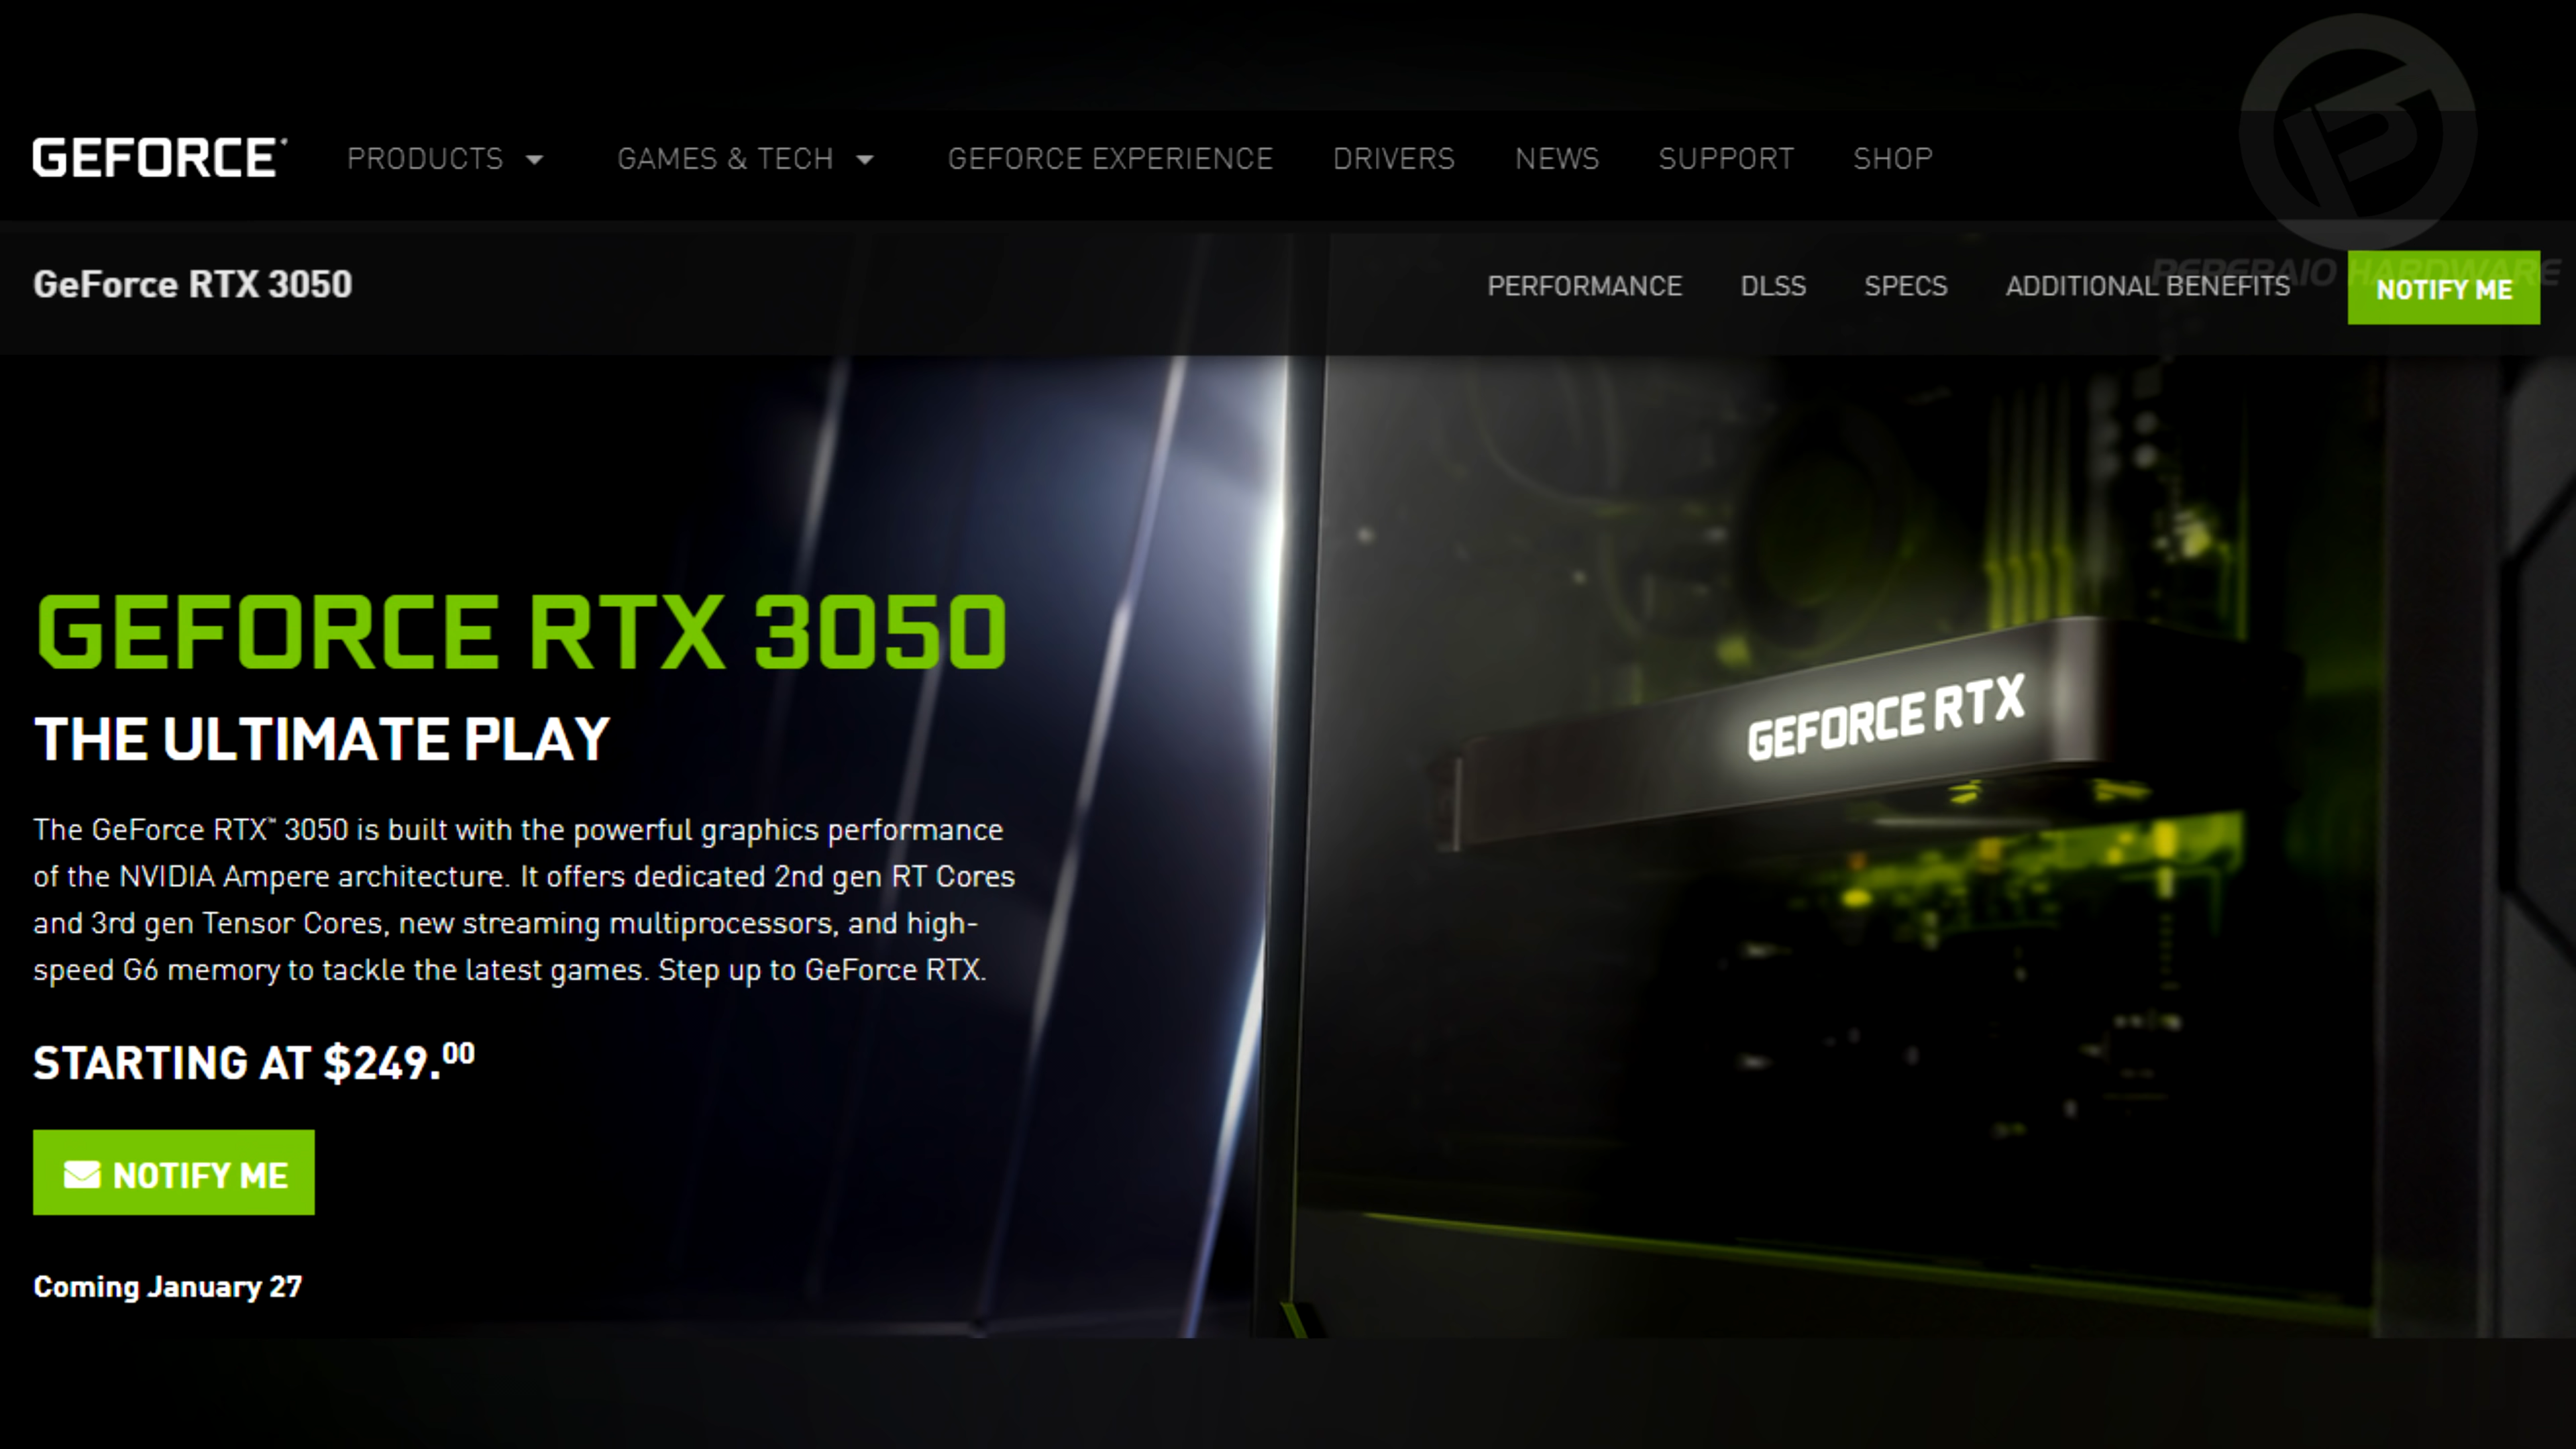 GEFORCE
PRODUCTS
GAMES & TECH
GEFORCE EXPERIENCE
DRIVERS
NEWS
SUPPORT
SHOP
GeForce RTX 3050
PERFORMANCE
DLSS
SPECS
ADDITIONAL BENEFITS
PEPERAIO HARDWARE
NOTIFY ME
GEFORCE RTX 3050
THE ULTIMATE PLAY
The GeForce RTX™ 3050 is built with the powerful graphics performance
of the NVIDIA Ampere architecture. It offers dedicated 2nd gen RT Cores
and 3rd gen Tensor Cores, new streaming multiprocessors, and high-
speed G6 memory to tackle the latest games. Step up to GeForce RTX.
STARTING AT $249.00
NOTIFY ME
Coming January 27
GEFORCE RTX